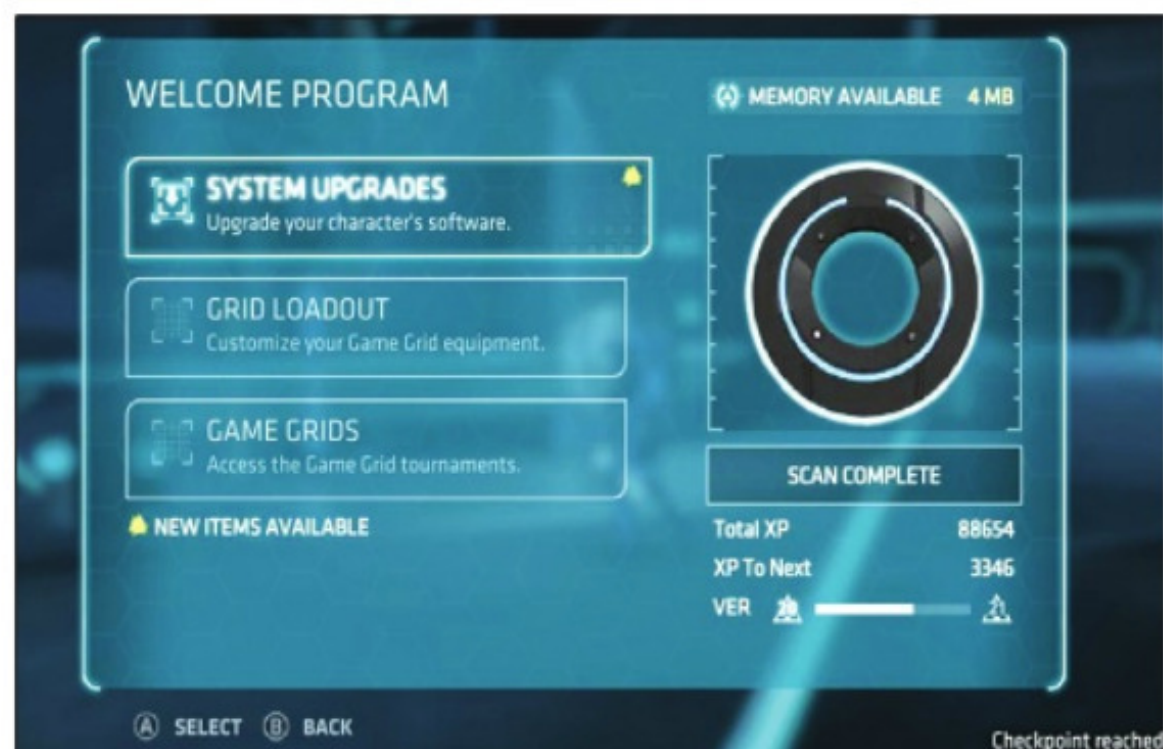 WELCOME PROGRAM
MEMORY AVAILABLE 4 MB
SYSTEM UPGRADES
Upgrade your character's software.
GRID LOADOUT
Customize your Game Grid equipment.
GAME GRIDS
Access the Game Grid tournaments.
NEW ITEMS AVAILABLE
SCAN COMPLETE
Total XP 88654
XP To Next 3346
VER 20 21
A SELECT B BACK
Checkpoint reached